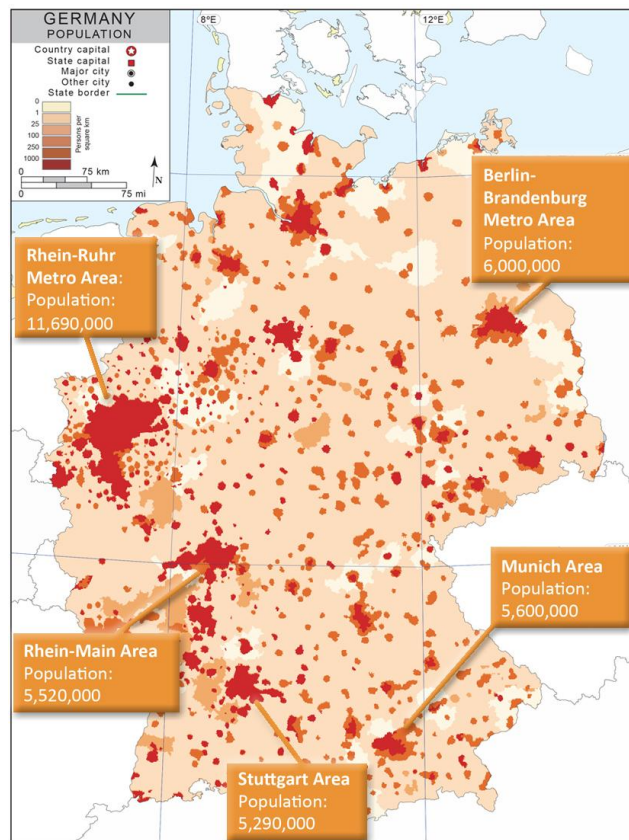 GERMANY
POPULATION
Country capital
State capital
Major city
Other city
State border
0
1
25
100
250
1000
Persons per
square km
0 75 km
0 75 mi
N
8°E
12°E
Berlin-
Brandenburg
Metro Area
Population:
6,000,000
Rhein-Ruhr
Metro Area:
Population:
11,690,000
Munich Area
Population:
5,600,000
Rhein-Main Area
Population:
5,520,000
Stuttgart Area
Population:
5,290,000